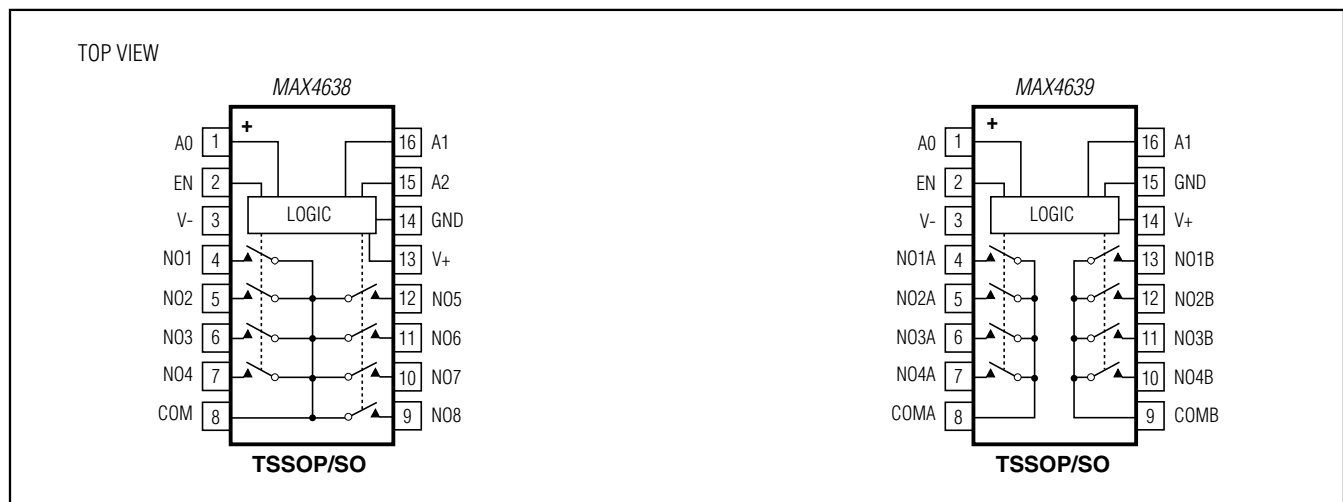 TOP VIEW
MAX4638
+
A0 1 16 A1
EN 2 15 A2
LOGIC
V- 3 14 GND
NO1 4 13 V+
NO2 5 12 NO5
NO3 6 11 NO6
NO4 7 10 NO7
COM 8 9 NO8
TSSOP/SO
MAX4639
+
A0 1 16 A1
EN 2 15 GND
LOGIC
V- 3 14 V+
NO1A 4 13 NO1B
NO2A 5 12 NO2B
NO3A 6 11 NO3B
NO4A 7 10 NO4B
COMA 8 9 COMB
TSSOP/SO